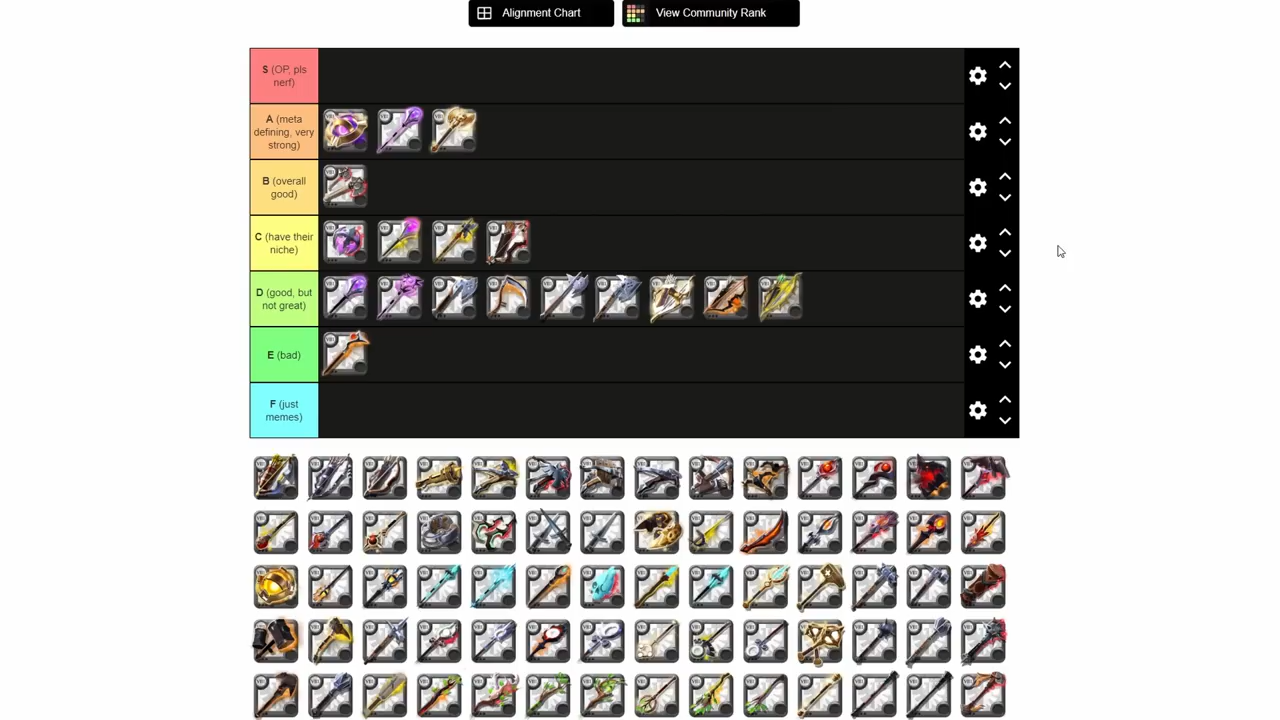 Alignment Chart
View Community Rank
S (OP, pls
nerf)
A (meta
defining, very
strong)
B (overall
good)
C (have their
niche)
D (good, but
not great)
E (bad)
F (just
memes)